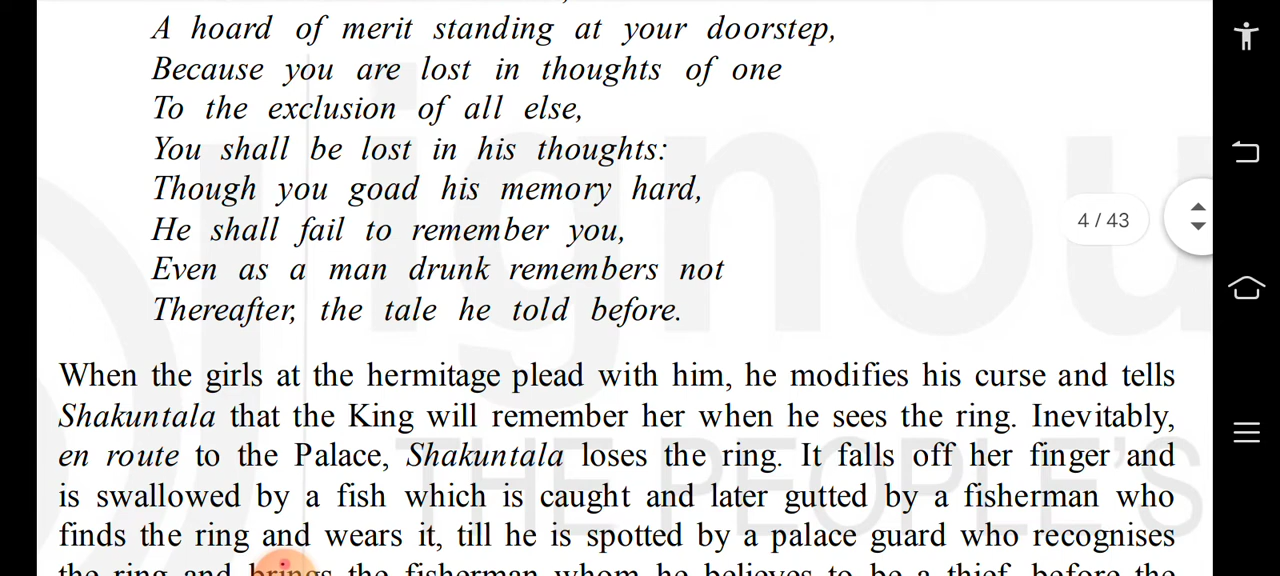 A hoard of merit standing at your doorstep,
Because you are lost in thoughts of one
To the exclusion of all else,
You shall be lost in his thoughts:
Though you goad his memory hard,
He shall fail to remember you,
Even as a man drunk remembers not
Thereafter, the tale he told before.
4 / 43
When the girls at the hermitage plead with him, he modifies his curse and tells
Shakuntala that the King will remember her when he sees the ring. Inevitably,
en route to the Palace, Shakuntala loses the ring. It falls off her finger and
is swallowed by a fish which is caught and later gutted by a fisherman who
finds the ring and wears it, till he is spotted by a palace guard who recognises
the ring and brings the fisherman whom he believes to be a thief, before the
ignou
THE PEOPLE'S